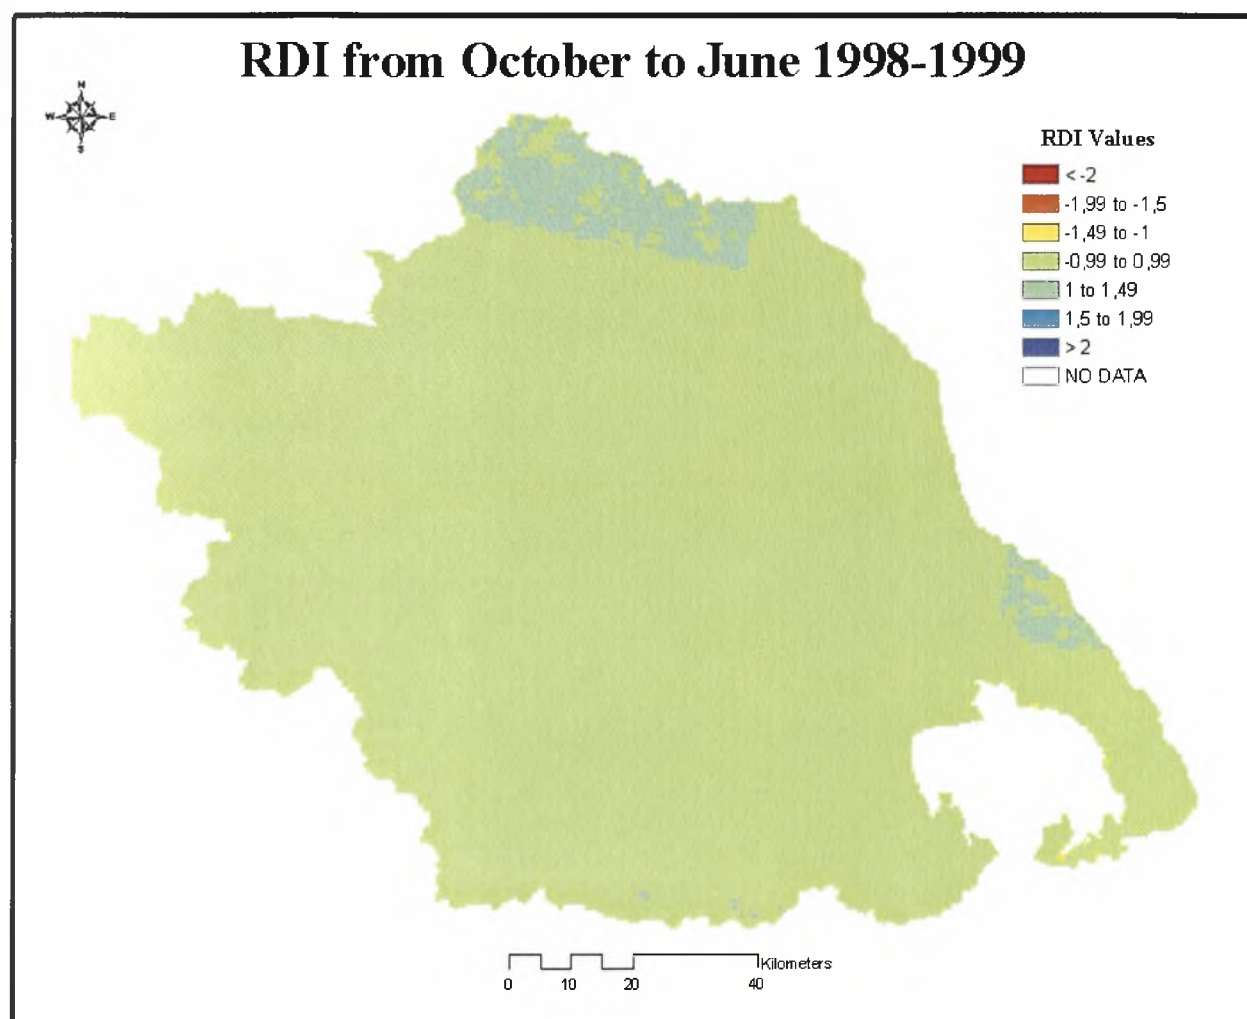 RDI from October to June 1998-1999
N
W E
S
RDI Values
< -2
-1,99 to -1,5
-1,49 to -1
-0,99 to 0,99
1 to 1,49
1,5 to 1,99
> 2
NO DATA
Kilometers
0 10 20 40